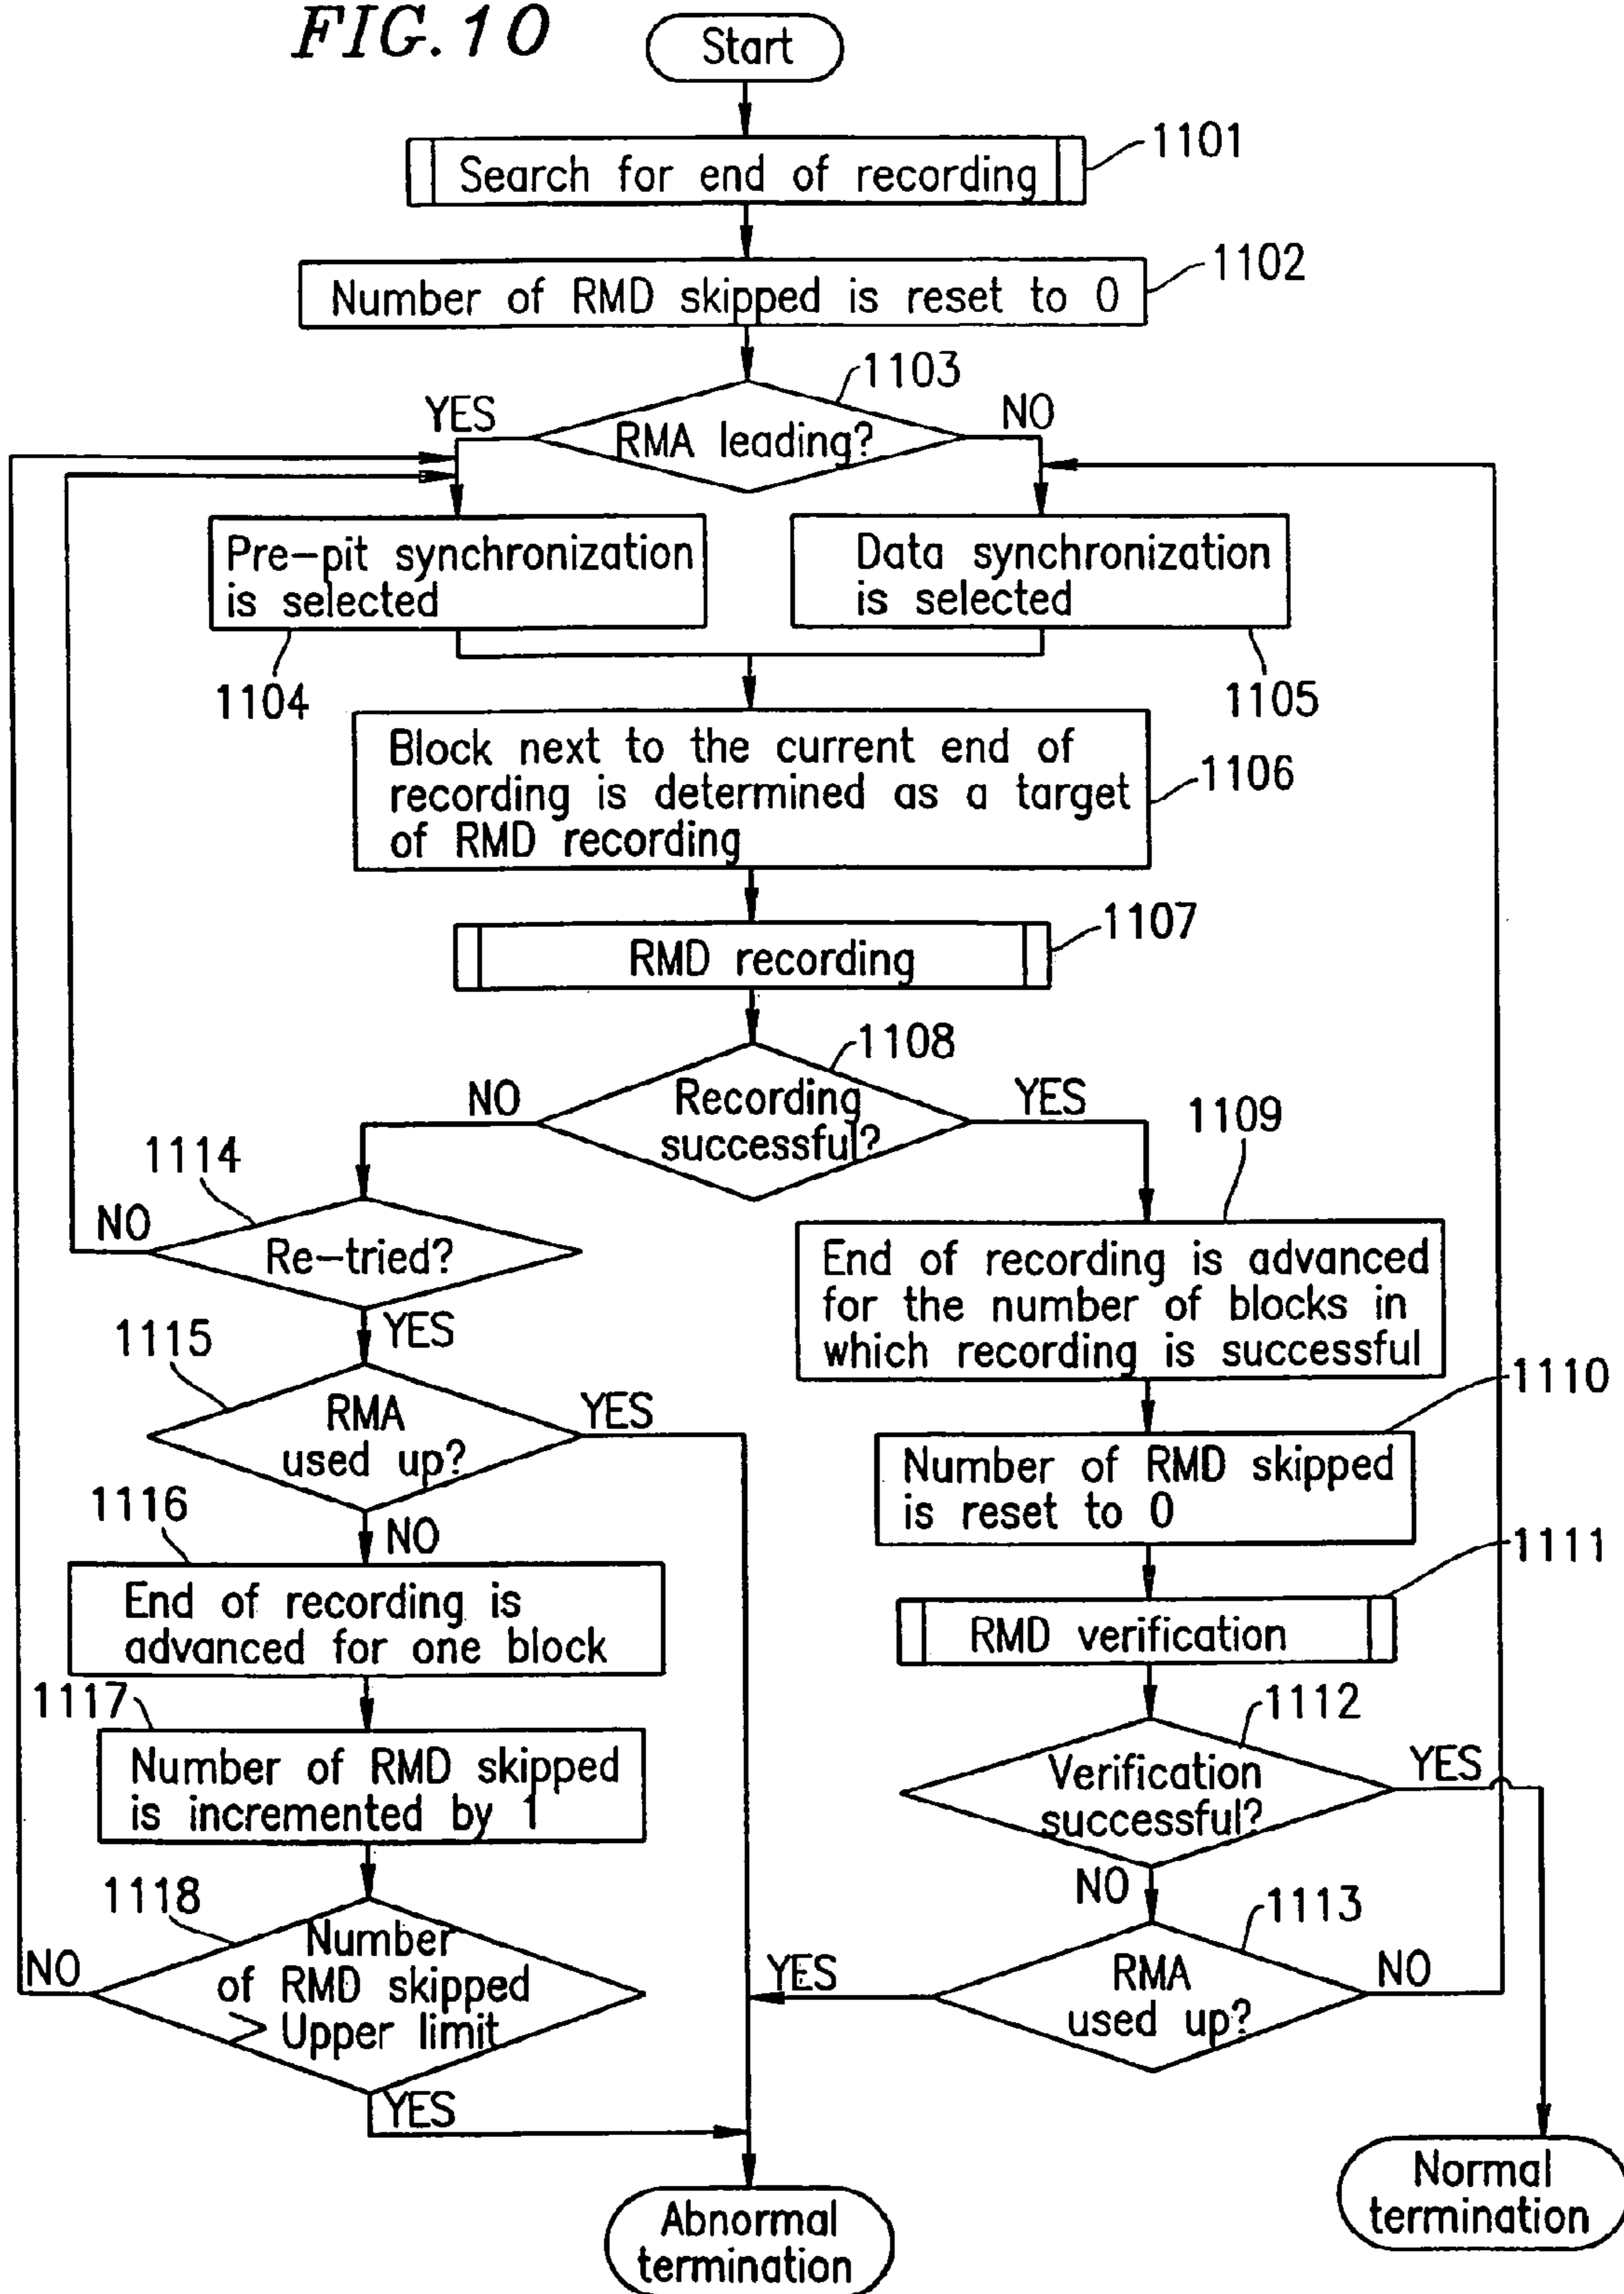 FIG. 10
Start
Search for end of recording
1101
Number of RMD skipped is reset to 0
1102
1103
YES
RMA leading?
NO
Pre-pit synchronization
is selected
1104
Data synchronization
is selected
1105
Block next to the current end of
recording is determined as a target
of RMD recording
1106
RMD recording
1107
1108
NO
Recording
successful?
YES
1109
1114
NO
Re-tried?
YES
End of recording is advanced
for the number of blocks in
which recording is successful
1115
RMA
used up?
YES
NO
1110
Number of RMD skipped
is reset to 0
1116
End of recording is
advanced for one block
1111
RMD verification
1117
Number of RMD skipped
is incremented by 1
1112
Verification
successful?
YES
NO
1118
Number
of RMD skipped
> Upper limit
NO
YES
1113
RMA
used up?
YES
NO
Abnormal
termination
Normal
termination